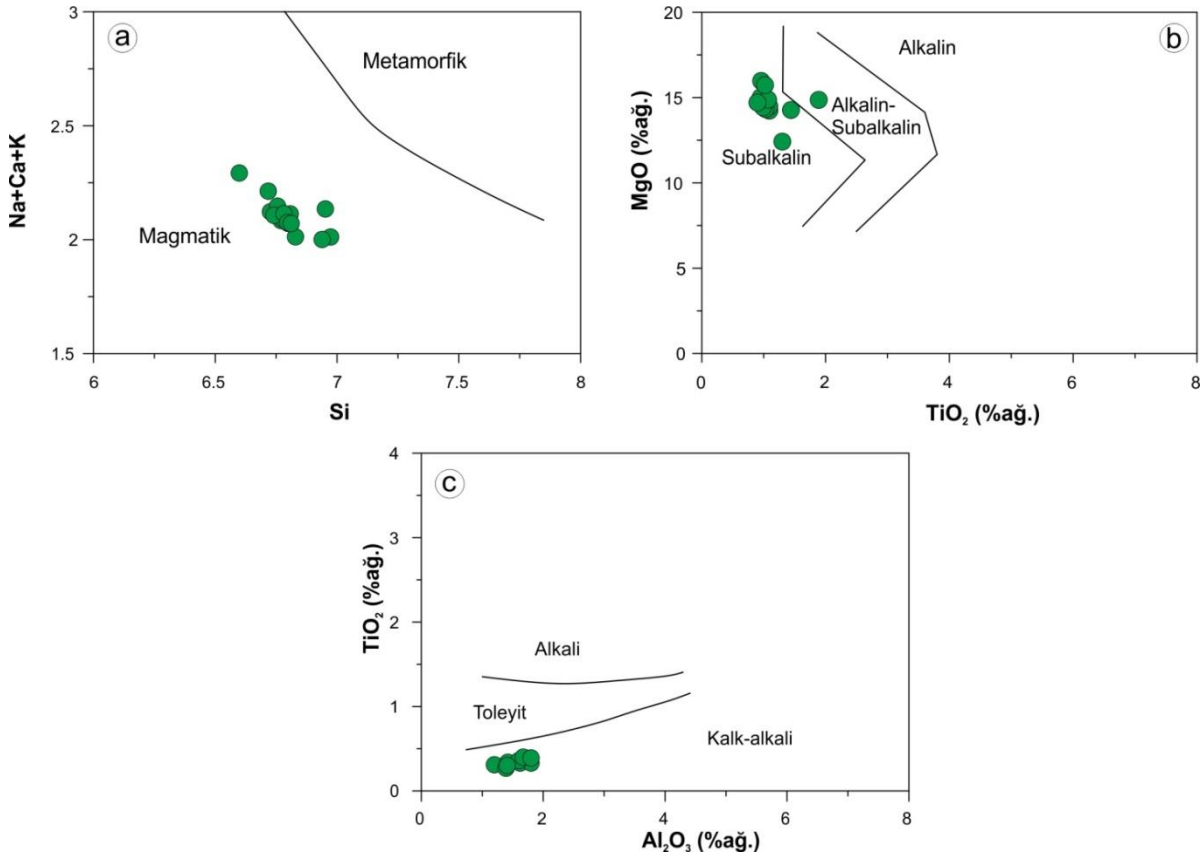 a
3
2.5
2
1.5
Na+Ca+K
Metamorfik
Magmatik
6
6.5
7
7.5
8
Si
b
20
15
10
5
0
MgO (%ağ.)
Alkalin
Alkalin-
Subalkalin
Subalkalin
0
2
4
6
8
TiO₂ (%ağ.)
c
4
3
2
1
0
TiO₂ (%ağ.)
Alkali
Toleyit
Kalk-alkali
0
2
4
6
8
Al₂O₃ (%ağ.)